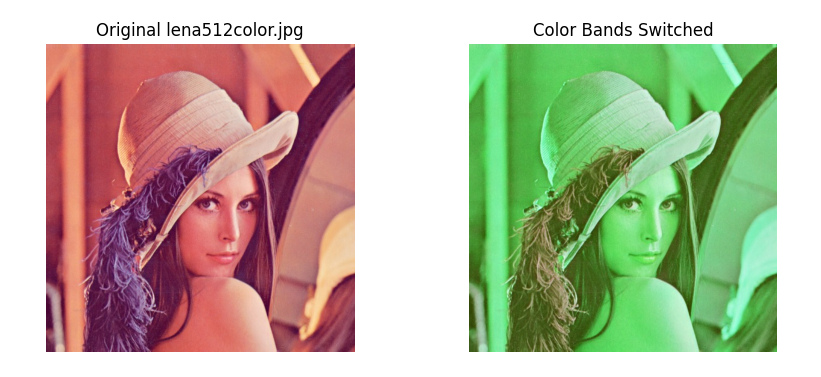 Original lena512color.jpg
Color Bands Switched